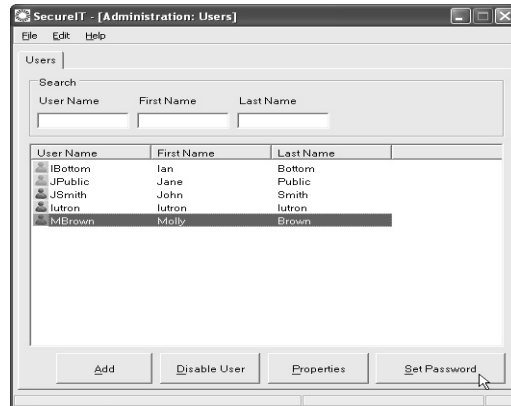 SecureIT - [Administration: Users]
File Edit Help
Users
Search
User Name First Name Last Name
User Name First Name Last Name
IBottom Ian Bottom
JPublic Jane Public
JSmith John Smith
lutron lutron lutron
MBrown Molly Brown
Add Disable User Properties Set Password